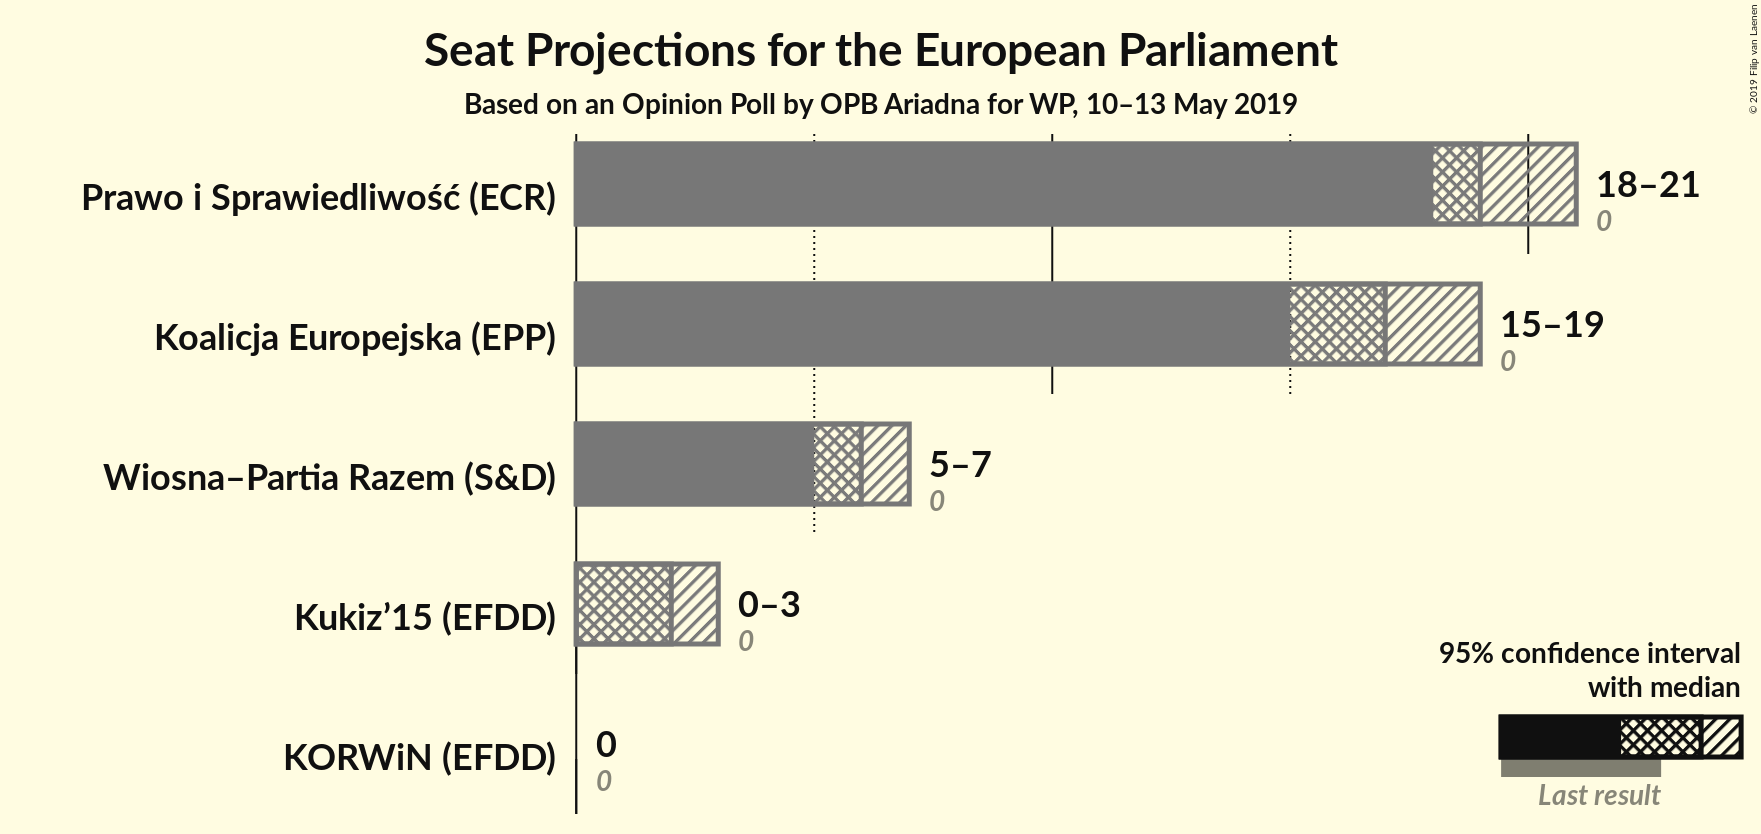 Seat Projections for the European Parliament
Based on an Opinion Poll by OPB Ariadna for WP, 10–13 May 2019
© 2019 Filip van Laenen
Prawo i Sprawiedliwość (ECR)
18–21
0
Koalicja Europejska (EPP)
15–19
0
Wiosna–Partia Razem (S&D)
5–7
0
Kukiz’15 (EFDD)
0–3
0
KORWiN (EFDD)
0
0
95% confidence interval
with median
Last result